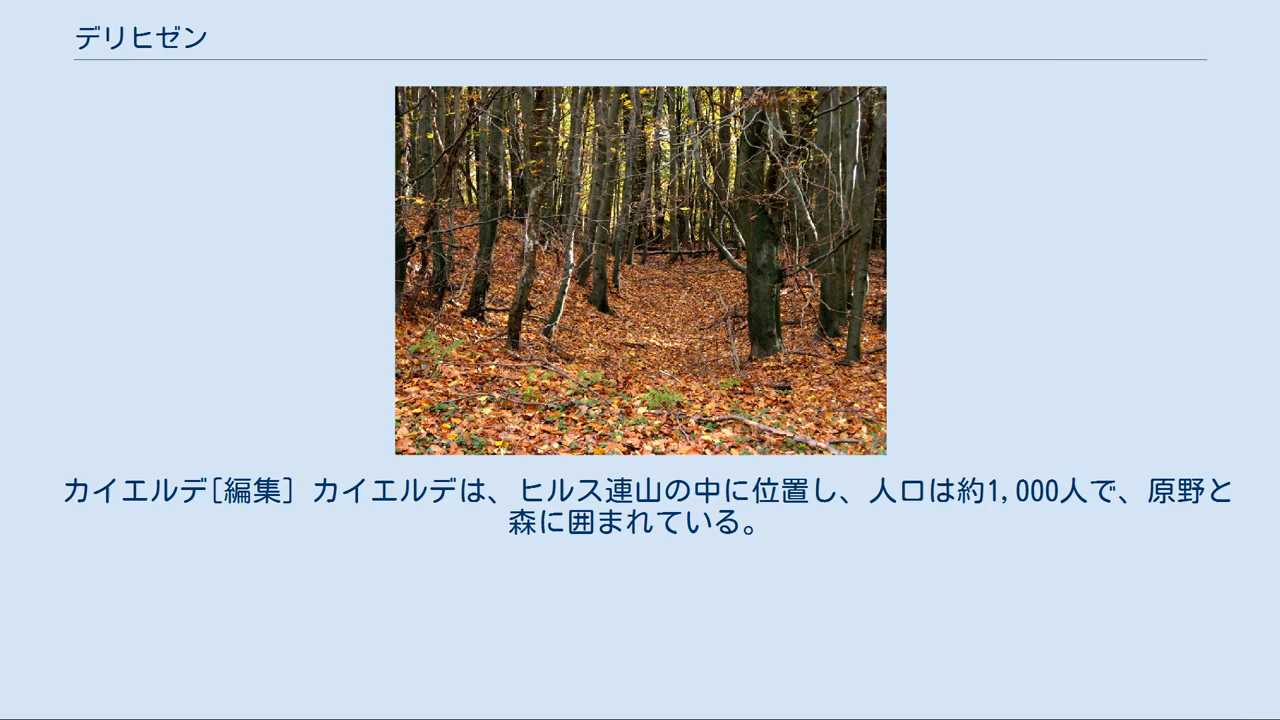 デリヒゼン
カイエルデ[編集] カイエルデは、ヒルス連山の中に位置し、人口は約1,000人で、原野と
森に囲まれている。